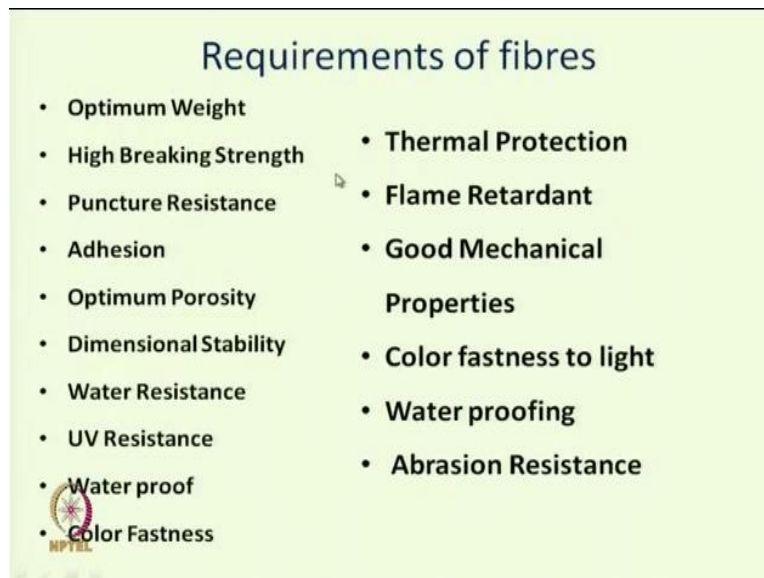 Requirements of fibres
• Optimum Weight
• High Breaking Strength
• Puncture Resistance
• Adhesion
• Optimum Porosity
• Dimensional Stability
• Water Resistance
• UV Resistance
• Water proof
• Color Fastness
• Thermal Protection
• Flame Retardant
• Good Mechanical
Properties
• Color fastness to light
• Water proofing
• Abrasion Resistance
NPTEL